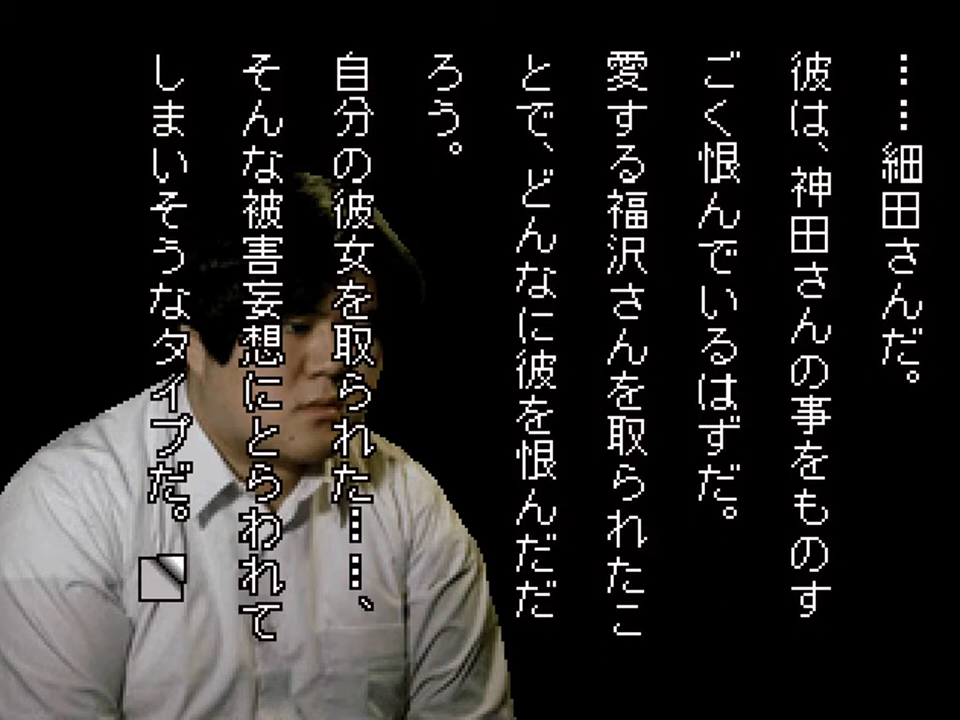 ……細田さんだ。
彼は、神田さんの事をものす
ごく恨んでいるはずだ。
愛する福沢さんを取られたこ
とで、どんなに彼を恨んだだ
ろう。
自分の彼女を取られた……、
そんな被害妄想にとらわれて
しまいそうなタイプだ。